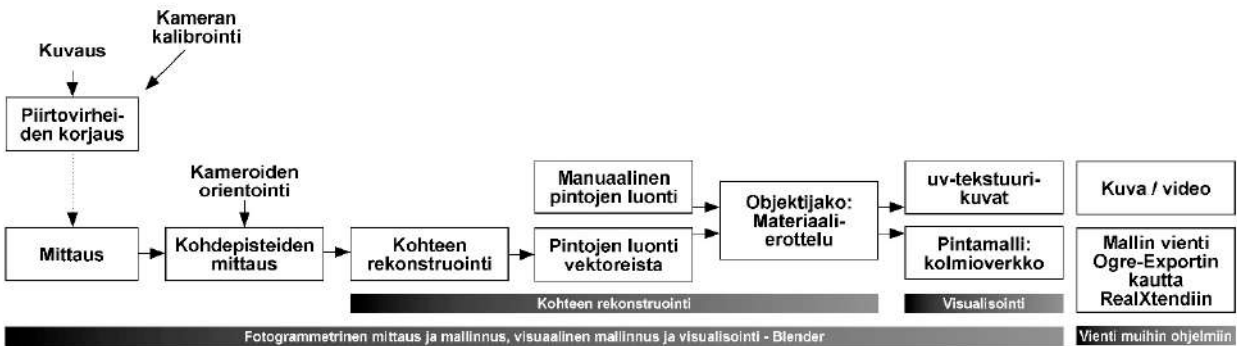 Kameran
kalibrointi
Kuvaus
Piirtovirhei-
den korjaus
Kameroiden
orientointi
Mittaus
Kohdepisteiden
mittaus
Kohteen
rekonstruointi
Manuaalinen
pintojen luonti
Pintojen luonti
vektoreista
Objektijako:
Materiaali-
erottelu
uv-tekstuuri-
kuvat
Pintamalli:
kolmioverkko
Kuva / video
Mallin vienti
Ogre-Exportin
kautta
RealXtendiin
Kohteen rekonstruointi
Visualisointi
Fotogrammetrinen mittaus ja mallinnus, visuaalinen mallinnus ja visualisointi - Blender
Vienti muihin ohjelmiin